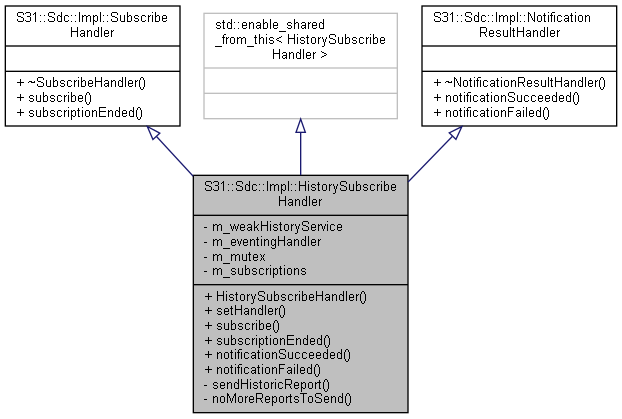 S31::Sdc::Impl::Subscribe
Handler
+ ~SubscribeHandler()
+ subscribe()
+ subscriptionEnded()
std::enable_shared
_from_this< HistorySubscribe
Handler >
S31::Sdc::Impl::Notification
ResultHandler
+ ~NotificationResultHandler()
+ notificationSucceeded()
+ notificationFailed()
S31::Sdc::Impl::HistorySubscribe
Handler
- m_weakHistoryService
- m_eventingHandler
- m_mutex
- m_subscriptions
+ HistorySubscribeHandler()
+ setHandler()
+ subscribe()
+ subscriptionEnded()
+ notificationSucceeded()
+ notificationFailed()
- sendHistoricReport()
- noMoreReportsToSend()